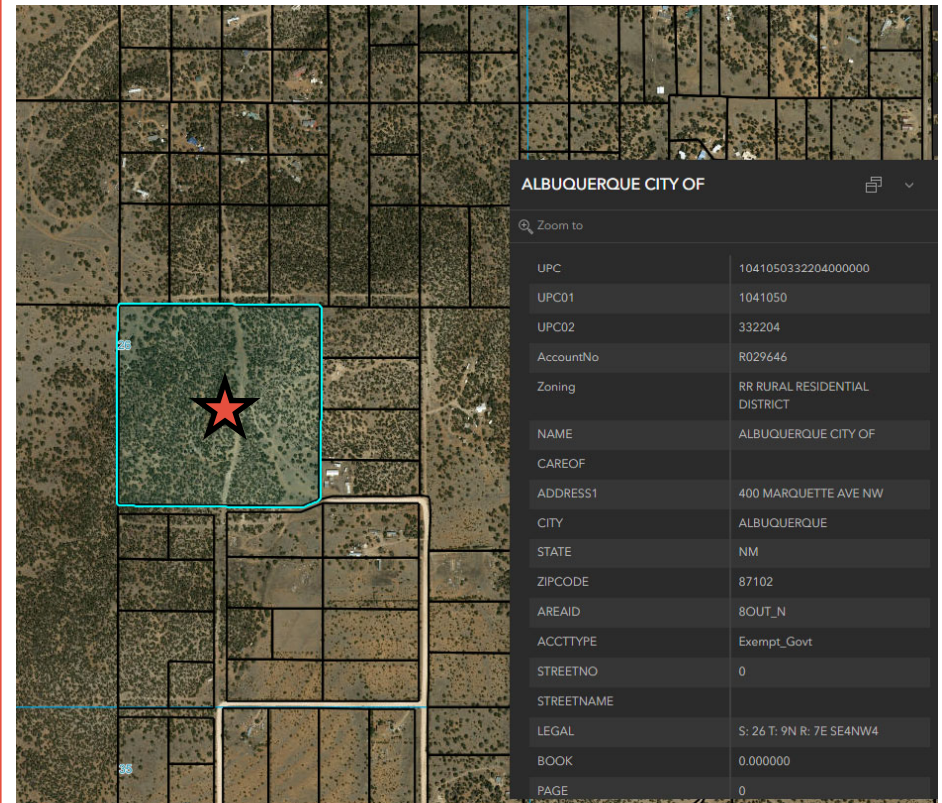 ALBUQUERQUE CITY OF
Zoom to
UPC 1041050332204000000
UPC01 1041050
UPC02 332204
AccountNo R029646
Zoning RR RURAL RESIDENTIAL
DISTRICT
NAME ALBUQUERQUE CITY OF
CAREOF
ADDRESS1 400 MARQUETTE AVE NW
CITY ALBUQUERQUE
STATE NM
ZIPCODE 87102
AREAID 8OUT_N
ACCTTYPE Exempt_Govt
STREETNO 0
STREETNAME
LEGAL S: 26 T: 9N R: 7E SE4NW4
BOOK 0.000000
PAGE 0
26
35